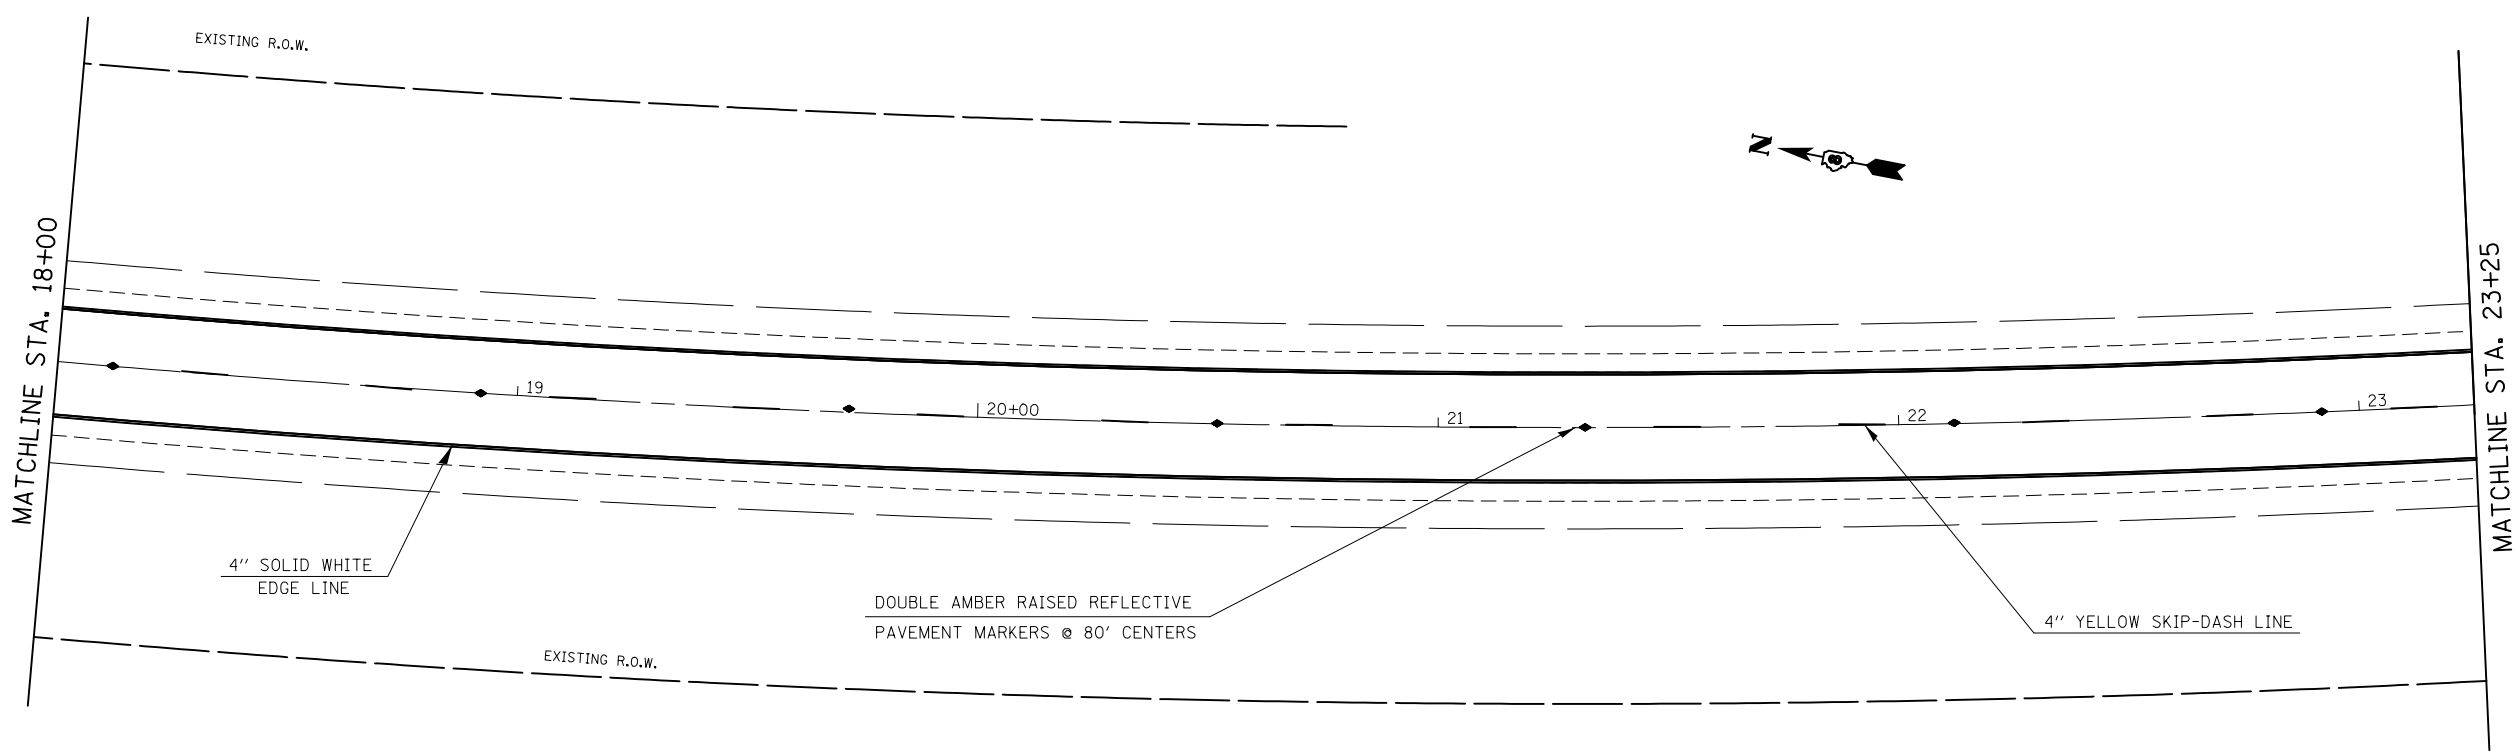 EXISTING R.O.W.
N
MATCHLINE STA. 18+00
MATCHLINE STA. 23+25
19
20+00
21
22
23
4" SOLID WHITE
EDGE LINE
DOUBLE AMBER RAISED REFLECTIVE
PAVEMENT MARKERS @ 80' CENTERS
4" YELLOW SKIP-DASH LINE
EXISTING R.O.W.